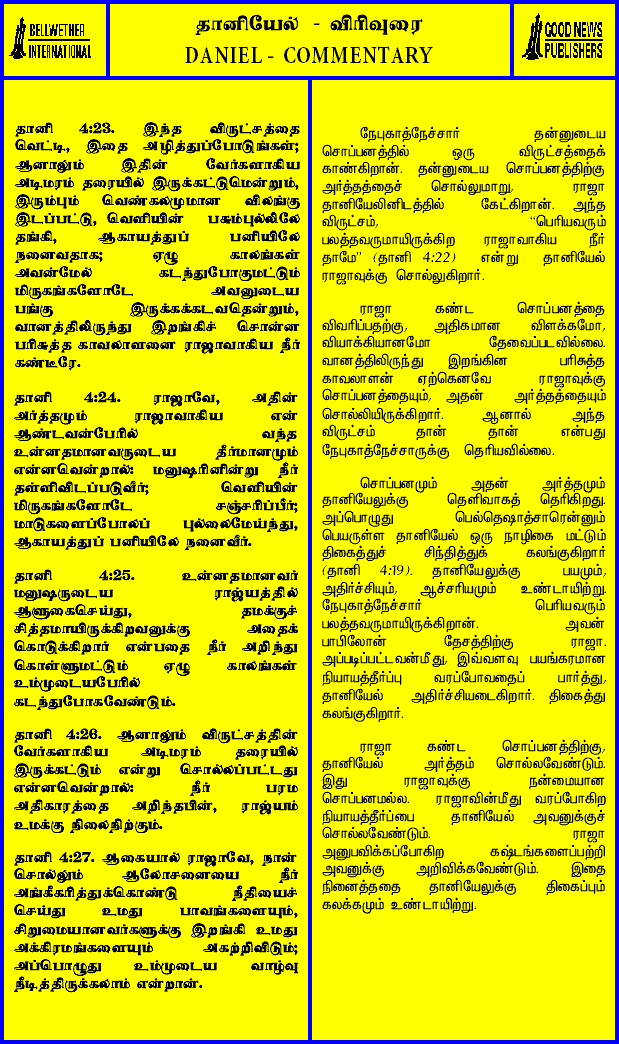 BELLWETHER
INTERNATIONAL
தானியேல் - விரிவுரை
DANIEL - COMMENTARY
GOOD NEWS
PUBLISHERS
தானி 4:23. இந்த விருட்சத்தை
வெட்டி, இதை அழித்துப்போடுங்கள்;
ஆனாலும் இதின் வேர்களாகிய
அடிமரம் தரையில் இருக்கட்டுமென்றும்,
இரும்பும் வெண்கலமுமான விலங்கு
இடப்பட்டு, வெளியின் பசும்புல்லிலே
தங்கி, ஆகாயத்துப் பனியிலே
நனைவதாக; ஏழு காலங்கள்
அவன்மேல் கடந்துபோகுமட்டும்
மிருகங்களோடே அவனுடைய
பங்கு இருக்கக்கடவதென்றும்,
வானத்திலிருந்து இறங்கிச் சொன்ன
பரிசுத்த காவலாளனை ராஜாவாகிய நீர்
கண்டீரே.
தானி 4:24. ராஜாவே, அதின்
அர்த்தமும் ராஜாவாகிய என்
ஆண்டவன்பேரில் வந்த
உன்னதமானவருடைய தீர்மானமும்
என்னவென்றால்: மனுஷரினின்று நீர்
தள்ளிவிடப்படுவீர்; வெளியின்
மிருகங்களோடே சஞ்சரிப்பீர்;
மாடுகளைப்போலப் புல்லைமேய்ந்து,
ஆகாயத்துப் பனியிலே நனைவீர்.
தானி 4:25. உன்னதமானவர்
மனுஷருடைய ராஜ்யத்தில்
ஆளுகைசெய்து, தமக்குச்
சித்தமாயிருக்கிறவனுக்கு அதைக்
கொடுக்கிறார் என்பதை நீர் அறிந்து
கொள்ளுமட்டும் ஏழு காலங்கள்
உம்முடையபேரில்
கடந்துபோகவேண்டும்.
தானி 4:26. ஆனாலும் விருட்சத்தின்
வேர்களாகிய அடிமரம் தரையில்
இருக்கட்டும் என்று சொல்லப்பட்டது
என்னவென்றால்: நீர் பரம
அதிகாரத்தை அறிந்தபின், ராஜ்யம்
உமக்கு நிலைநிற்கும்.
தானி 4:27. ஆகையால் ராஜாவே, நான்
சொல்லும் ஆலோசனையை நீர்
அங்கீகரித்துக்கொண்டு நீதியைச்
செய்து உமது பாவங்களையும்,
சிறுமையானவர்களுக்கு இறங்கி உமது
அக்கிரமங்களையும் அகற்றிவிடும்;
அப்பொழுது உம்முடைய வாழ்வு
நீடித்திருக்கலாம் என்றான்.
நேபுகாத்நேச்சார் தன்னுடைய
சொப்பனத்தில் ஒரு விருட்சத்தைக்
காண்கிறான். தன்னுடைய சொப்பனத்திற்கு
அர்த்தத்தைச் சொல்லுமாறு, ராஜா
தானியேலினிடத்தில் கேட்கிறான். அந்த
விருட்சம், “பெரியவரும்
பலத்தவருமாயிருக்கிற ராஜாவாகிய நீர்
தாமே” (தானி 4:22) என்று தானியேல்
ராஜாவுக்கு சொல்லுகிறார்.
ராஜா கண்ட சொப்பனத்தை
விவரிப்பதற்கு, அதிகமான விளக்கமோ,
வியாக்கியானமோ தேவைப்படவில்லை.
வானத்திலிருந்து இறங்கின பரிசுத்த
காவலாளன் ஏற்கெனவே ராஜாவுக்கு
சொப்பனத்தையும், அதன் அர்த்தத்தையும்
சொல்லியிருக்கிறார். ஆனால் அந்த
விருட்சம் தான் தான் என்பது
நேபுகாத்நேச்சாருக்கு தெரியவில்லை.
சொப்பனமும் அதன் அர்த்தமும்
தானியேலுக்கு தெளிவாகத் தெரிகிறது.
அப்பொழுது பெல்தெஷாத்சாரென்னும்
பெயருள்ள தானியேல் ஒரு நாழிகை மட்டும்
திகைத்துச் சிந்தித்துக் கலங்குகிறார்
(தானி 4:19). தானியேலுக்கு பயமும்,
அதிர்ச்சியும், ஆச்சரியமும் உண்டாயிற்று.
நேபுகாத்நேச்சார் பெரியவரும்
பலத்தவருமாயிருக்கிறான். அவன்
பாபிலோன் தேசத்திற்கு ராஜா.
அப்படிப்பட்டவன்மீது, இவ்வளவு பயங்கரமான
நியாயத்தீர்ப்பு வரப்போவதைப் பார்த்து,
தானியேல் அதிர்ச்சியடைகிறார். திகைத்து
கலங்குகிறார்.
ராஜா கண்ட சொப்பனத்திற்கு,
தானியேல் அர்த்தம் சொல்லவேண்டும்.
இது ராஜாவுக்கு நன்மையான
சொப்பனமல்ல. ராஜாவின்மீது வரப்போகிற
நியாயத்தீர்ப்பை தானியேல் அவனுக்குச்
சொல்லவேண்டும். ராஜா
அனுபவிக்கப்போகிற கஷ்டங்களைப்பற்றி
அவனுக்கு அறிவிக்கவேண்டும். இதை
நினைத்ததை தானியேலுக்கு திகைப்பும்
கலக்கமும் உண்டாயிற்று.